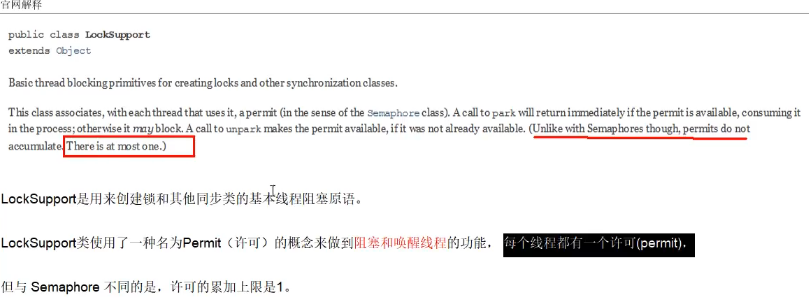 官网解释
public class LockSupport
extends Object
Basic thread blocking primitives for creating locks and other synchronization classes.
This class associates, with each thread that uses it, a permit (in the sense of the Semaphore class). A call to park will return immediately if the permit is available, consuming it
in the process; otherwise it may block. A call to unpark makes the permit available, if it was not already available. (Unlike with Semaphores though, permits do not
accumulate. There is at most one.)
LockSupport是用来创建锁和其他同步类的基本线程阻塞原语。
LockSupport类使用了一种名为Permit（许可）的概念来做到阻塞和唤醒线程的功能， 每个线程都有一个许可(permit)，
但与 Semaphore 不同的是，许可的累加上限是1。